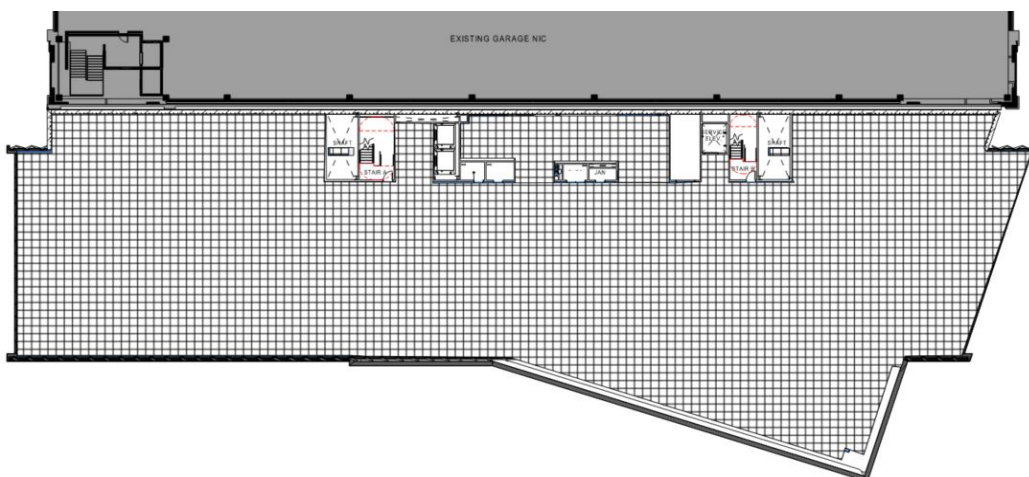 EXISTING GARAGE NIC
SHAFT
STAIR A
JAN
SERVICE
ELEV
STAIR B
SHAFT